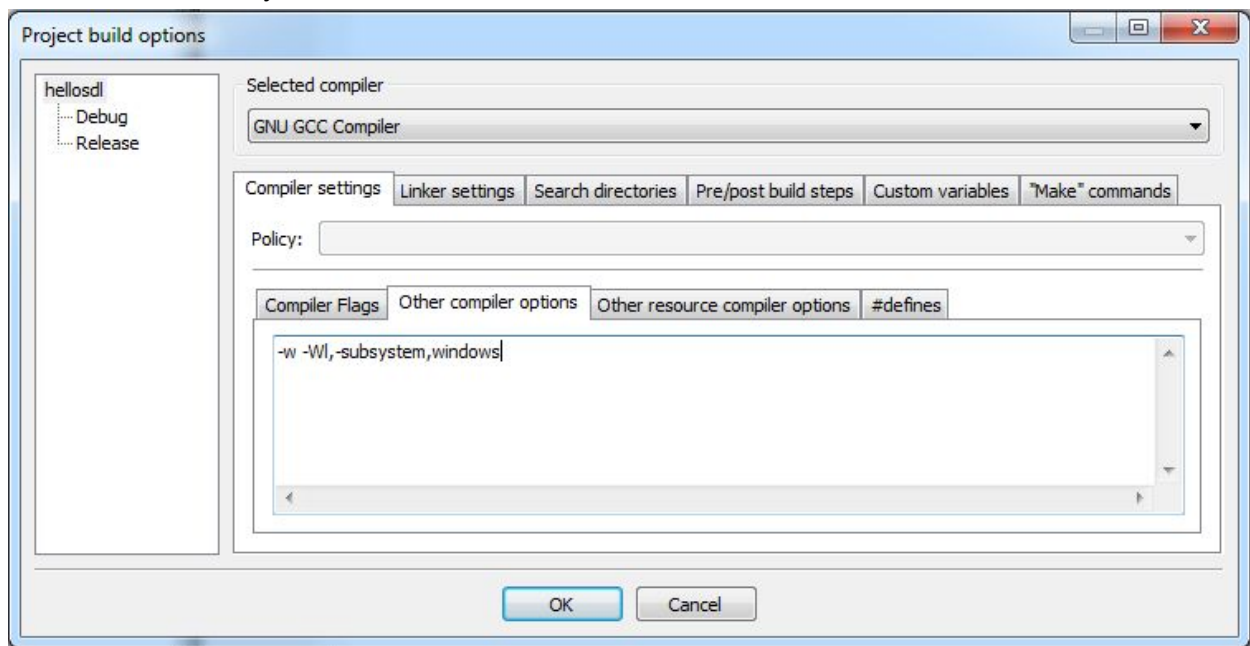 Project build options
hellosdl
Debug
Release
Selected compiler
GNU GCC Compiler
Compiler settings Linker settings Search directories Pre/post build steps Custom variables "Make" commands
Policy:
Compiler Flags Other compiler options Other resource compiler options #defines
-w -Wl,-subsystem,windows
OK Cancel